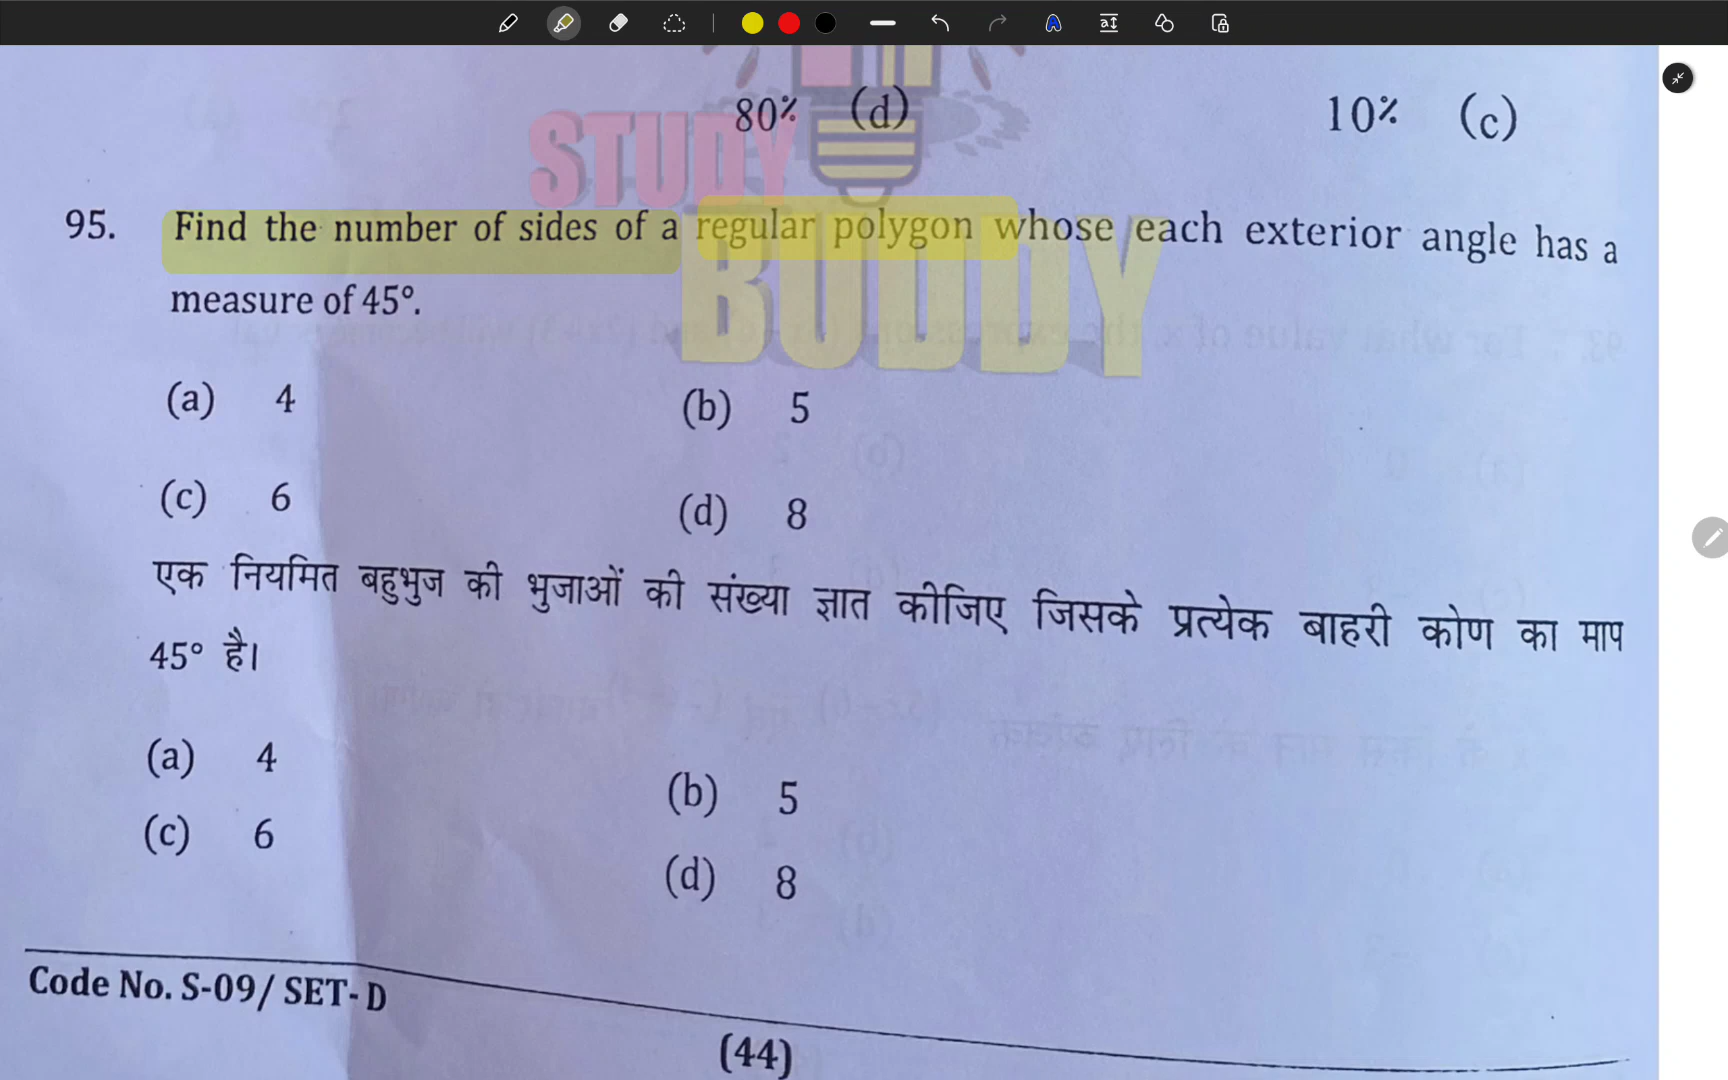 80% (d) 10% (c)
STUDY
BUDDY
95. Find the number of sides of a regular polygon whose each exterior angle has a
measure of 45°.
(a) 4 (b) 5
(c) 6 (d) 8
एक नियमित बहुभुज की भुजाओं की संख्या ज्ञात कीजिए जिसके प्रत्येक बाहरी कोण का माप
45° है।
(a) 4 (b) 5
(c) 6 (d) 8
Code No. S-09/ SET-D
(44)